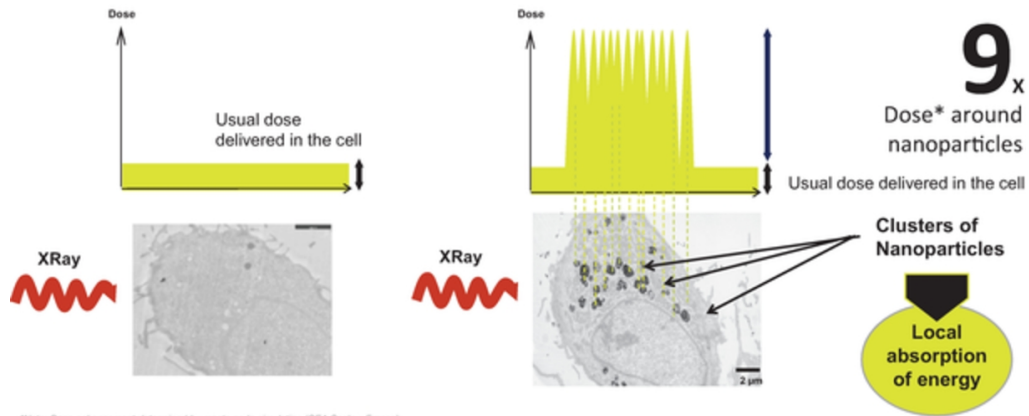 Dose
Usual dose
delivered in the cell
XRay
Dose
9x
Dose* around
nanoparticles
Usual dose delivered in the cell
XRay
Clusters of
Nanoparticles
Local
absorption
of energy
2 µm